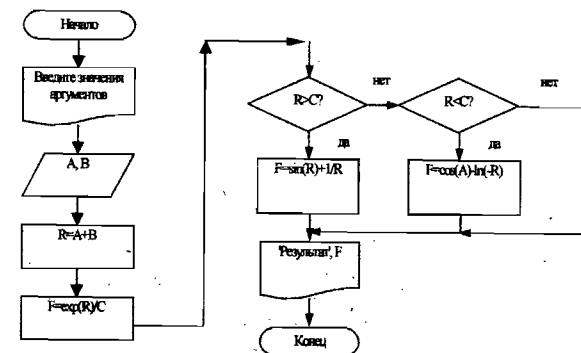 Начало
Введите значения
аргументов
A, B
R=A+B
F=exp(R)/C
R>C?
нет
R<C?
нет
да
да
F=sin(R)+1/R
F=cos(A)-ln(-R)
'Результат', F
Конец